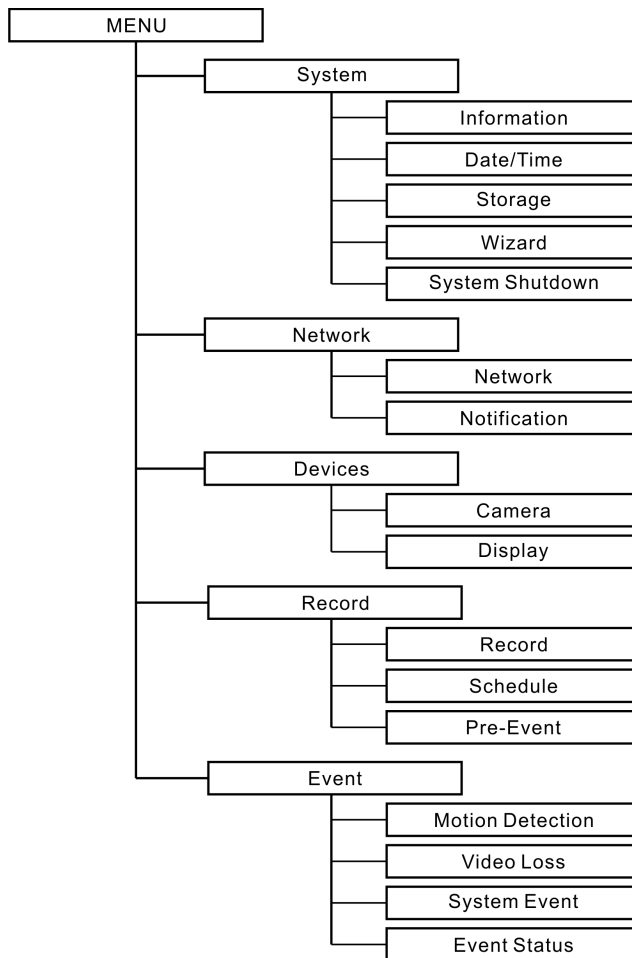 MENU
System
Information
Date/Time
Storage
Wizard
System Shutdown
Network
Network
Notification
Devices
Camera
Display
Record
Record
Schedule
Pre-Event
Event
Motion Detection
Video Loss
System Event
Event Status